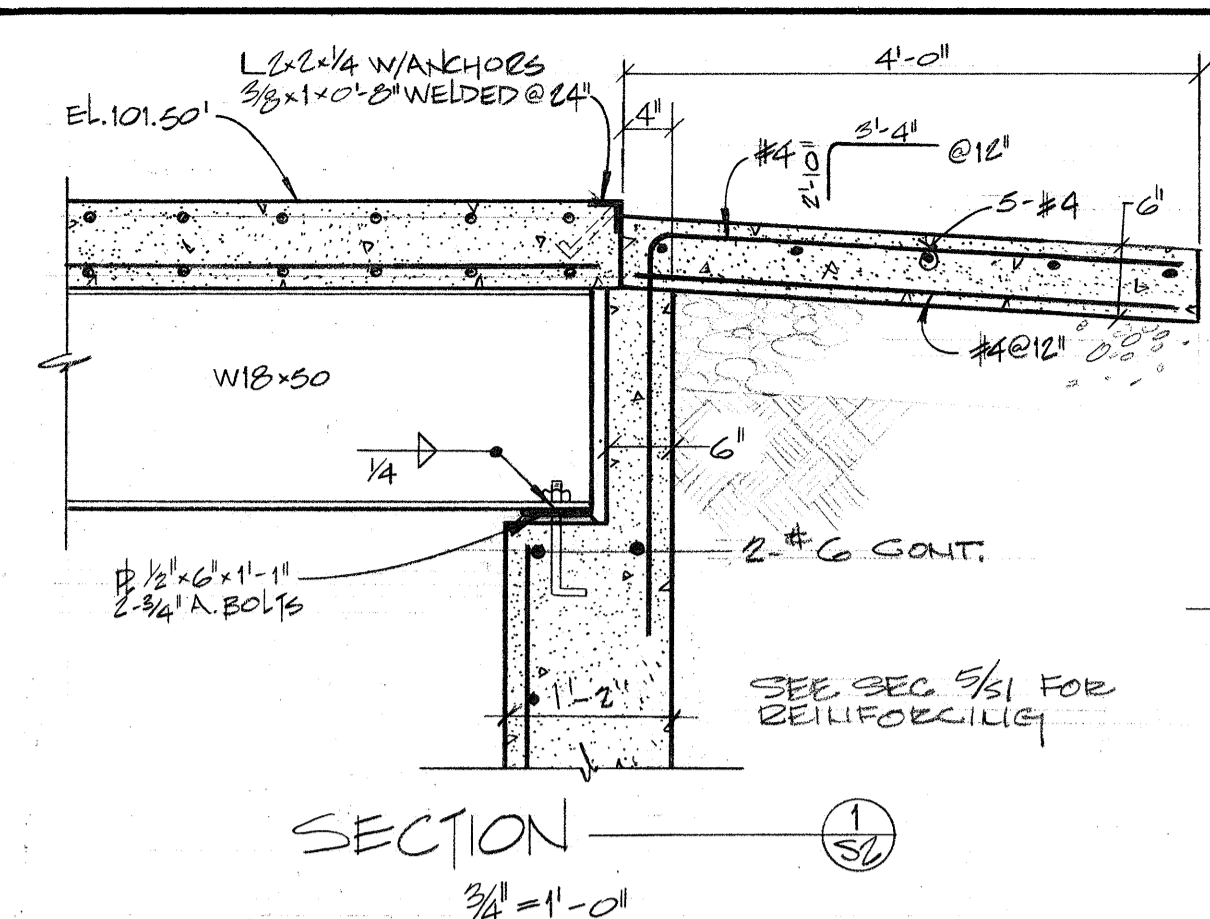 L 2x2x1/4 W/ANCHORS
3/8x1x0'-8" WELDED @ 24"
EL. 101.50'
4'-0"
4"
#4
3'-4"
2'-10"
@12"
5-#4
6"
#4@12"
W18x50
1/4
6"
2-#6 CONT.
PL 1/2"x6"x1'-1"
2-3/4" A. BOLTS
1'-2"
SEE SEC 5/S1 FOR
REINFORCING
SECTION
1
S2
3/4"=1'-0"